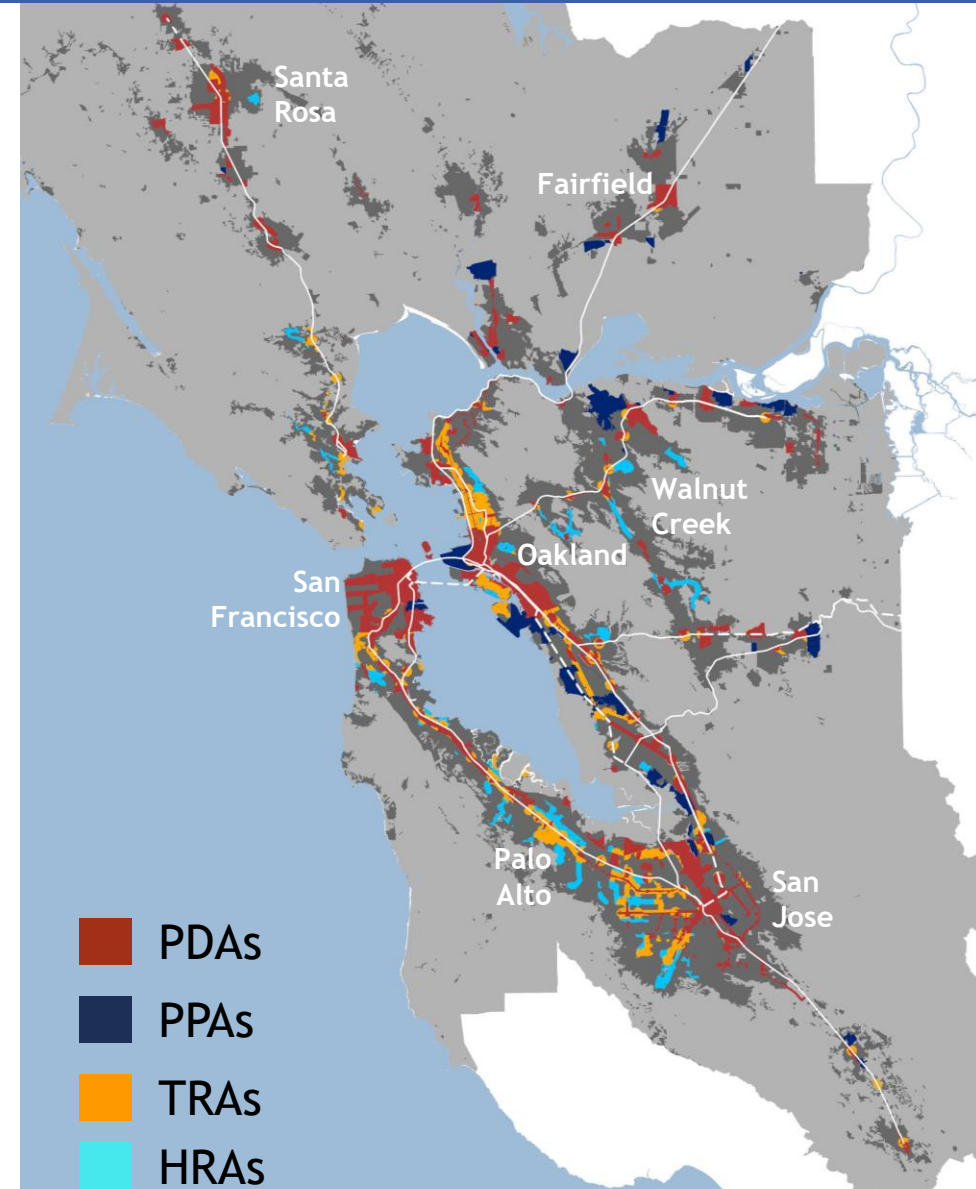 Santa
Rosa
Fairfield
Walnut
Creek
Oakland
San
Francisco
Palo
Alto
San
Jose
PDAs
PPAs
TRAs
HRAs